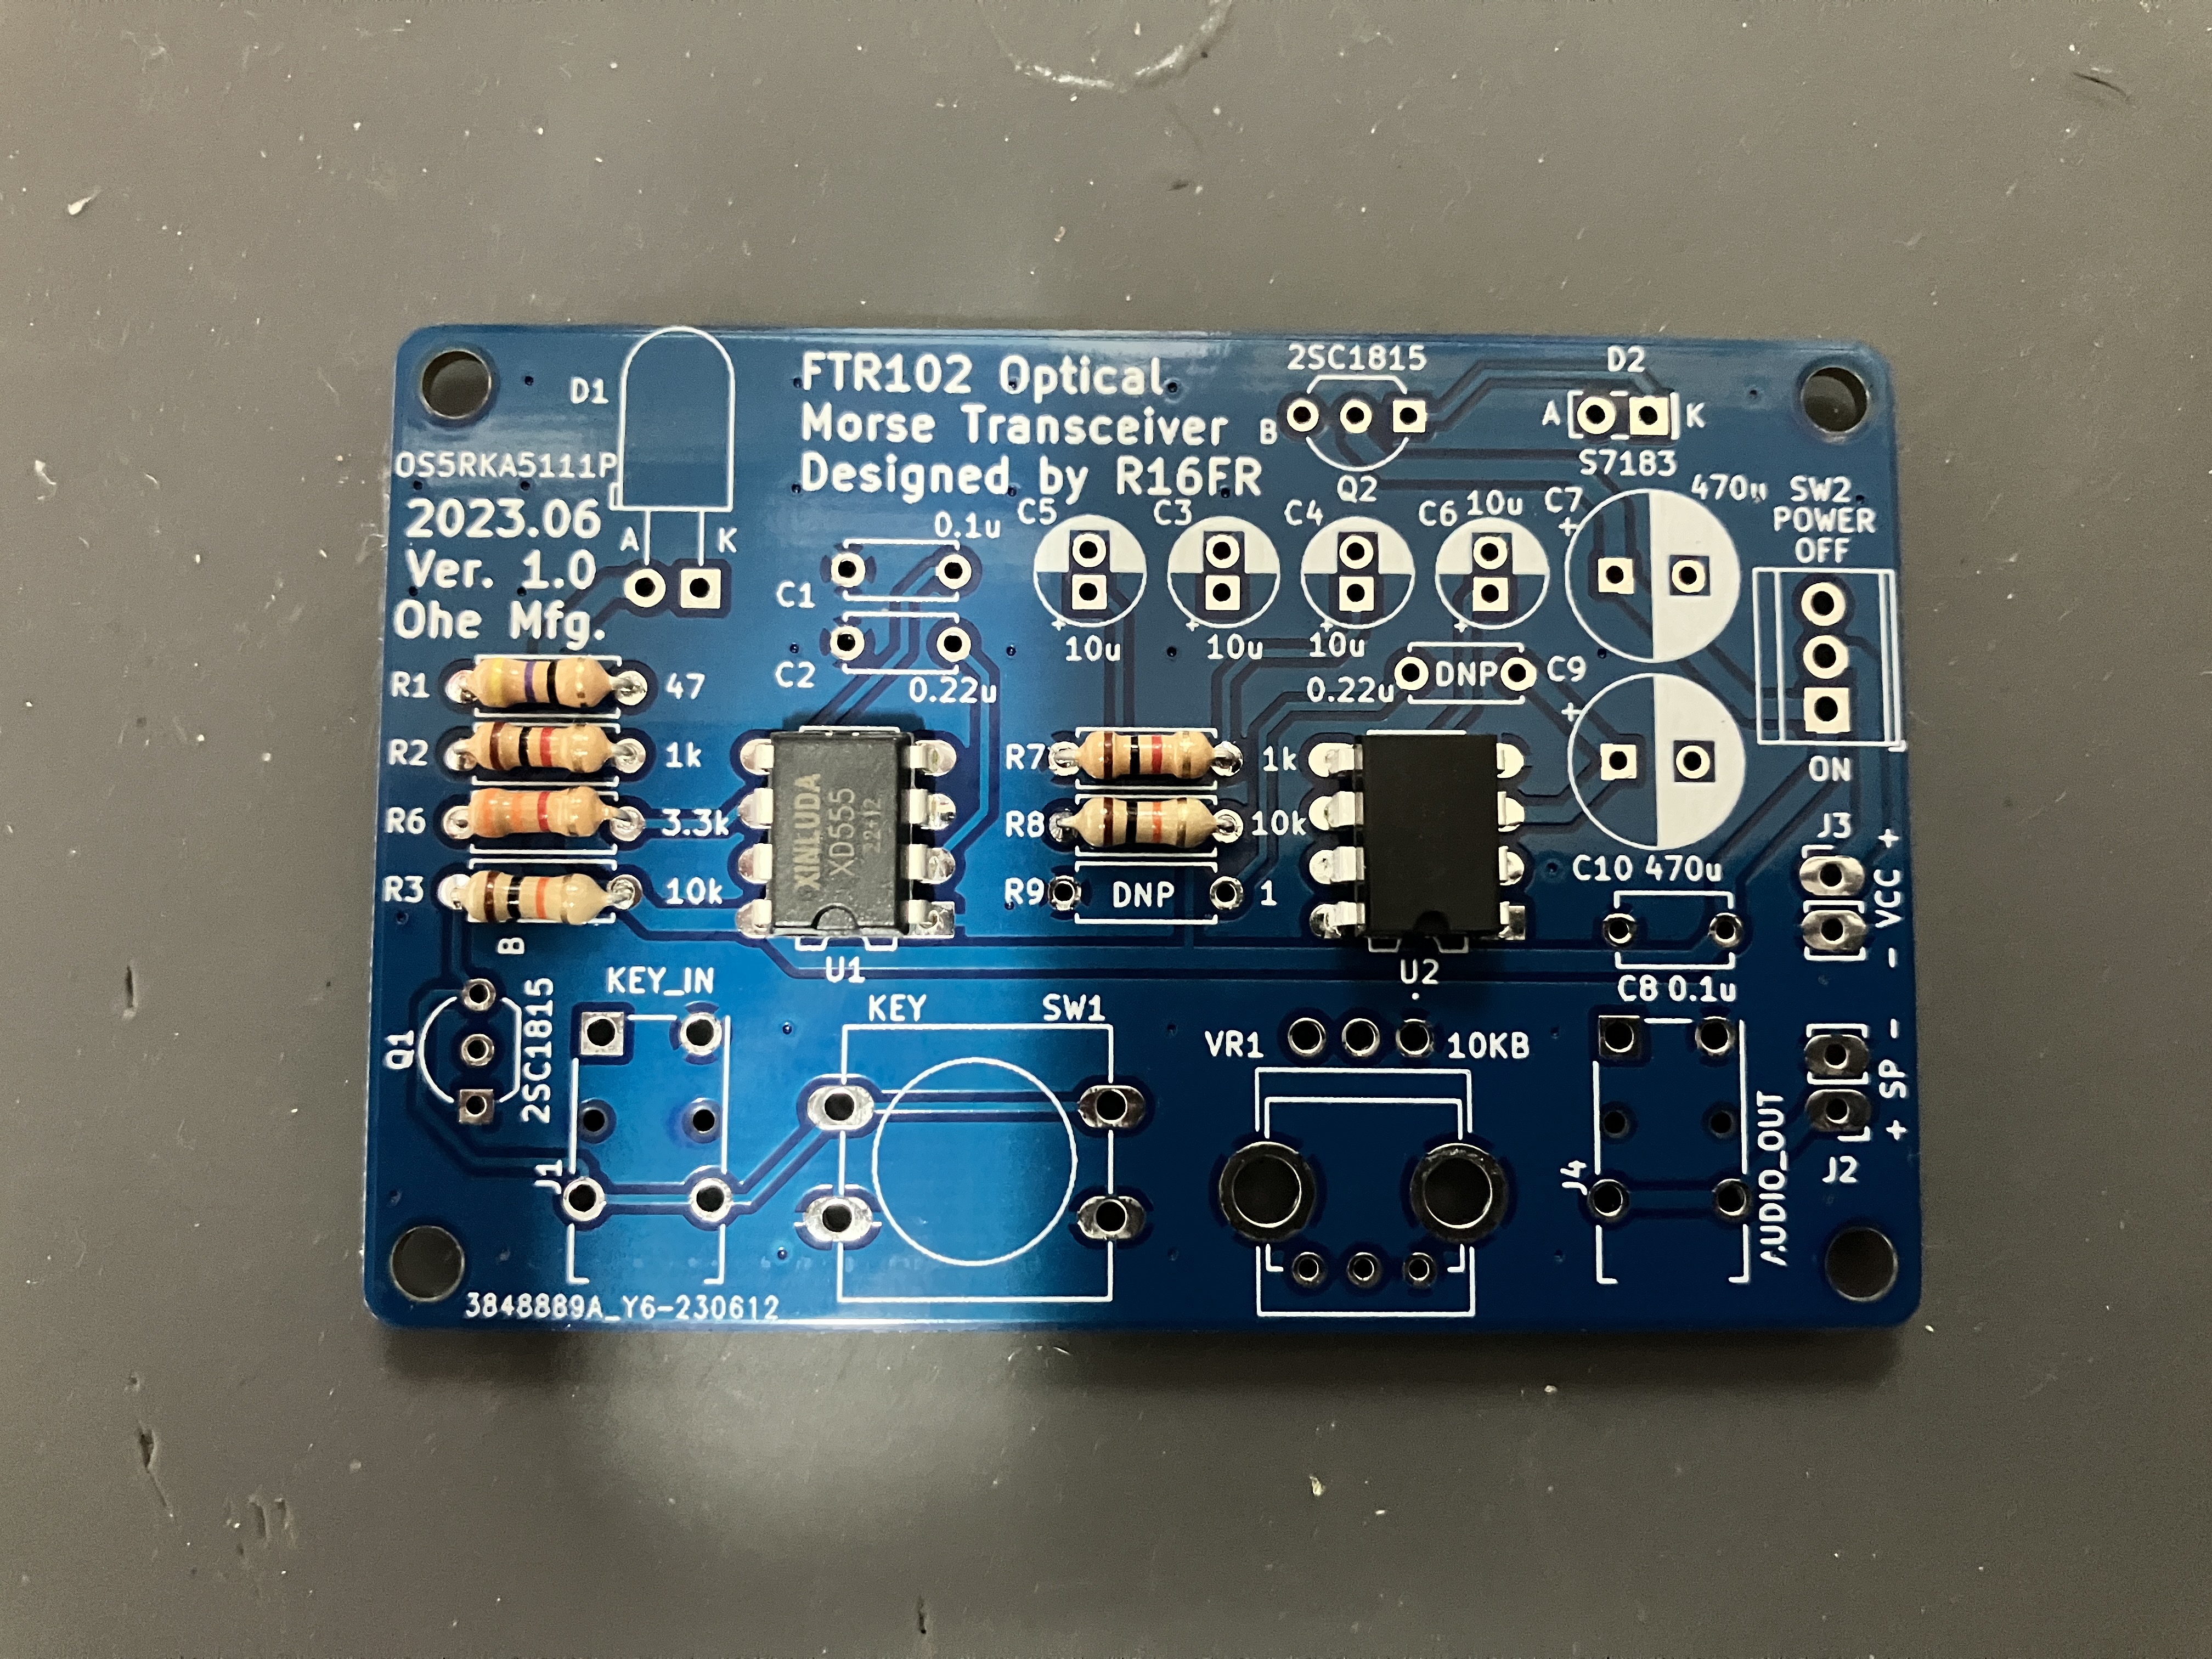 FTR102 Optical
Morse Transceiver
Designed by R16FR
D1
OS5RKA5111P
2023.06
Ver. 1.0
Ohe Mfg.
A
K
2SC1815
B
Q2
D2
A
K
S7183
0.1u
C1
C2
0.22u
C5
10u
C3
10u
C4
10u
C6 10u
C7
+
470u
SW2
POWER
OFF
ON
0.22u
DNP
C9
+
C10 470u
R1
47
R2
1k
R6
3.3k
R3
10k
XINLUDA
XD555
2212
U1
R7
1k
R8
10k
R9
DNP
1
U2
J3
- VCC +
C8 0.1u
B
Q1
2SC1815
KEY_IN
J1
KEY
SW1
VR1
10KB
J4
AUDIO_OUT
+ SP -
J2
3848889A_Y6-230612